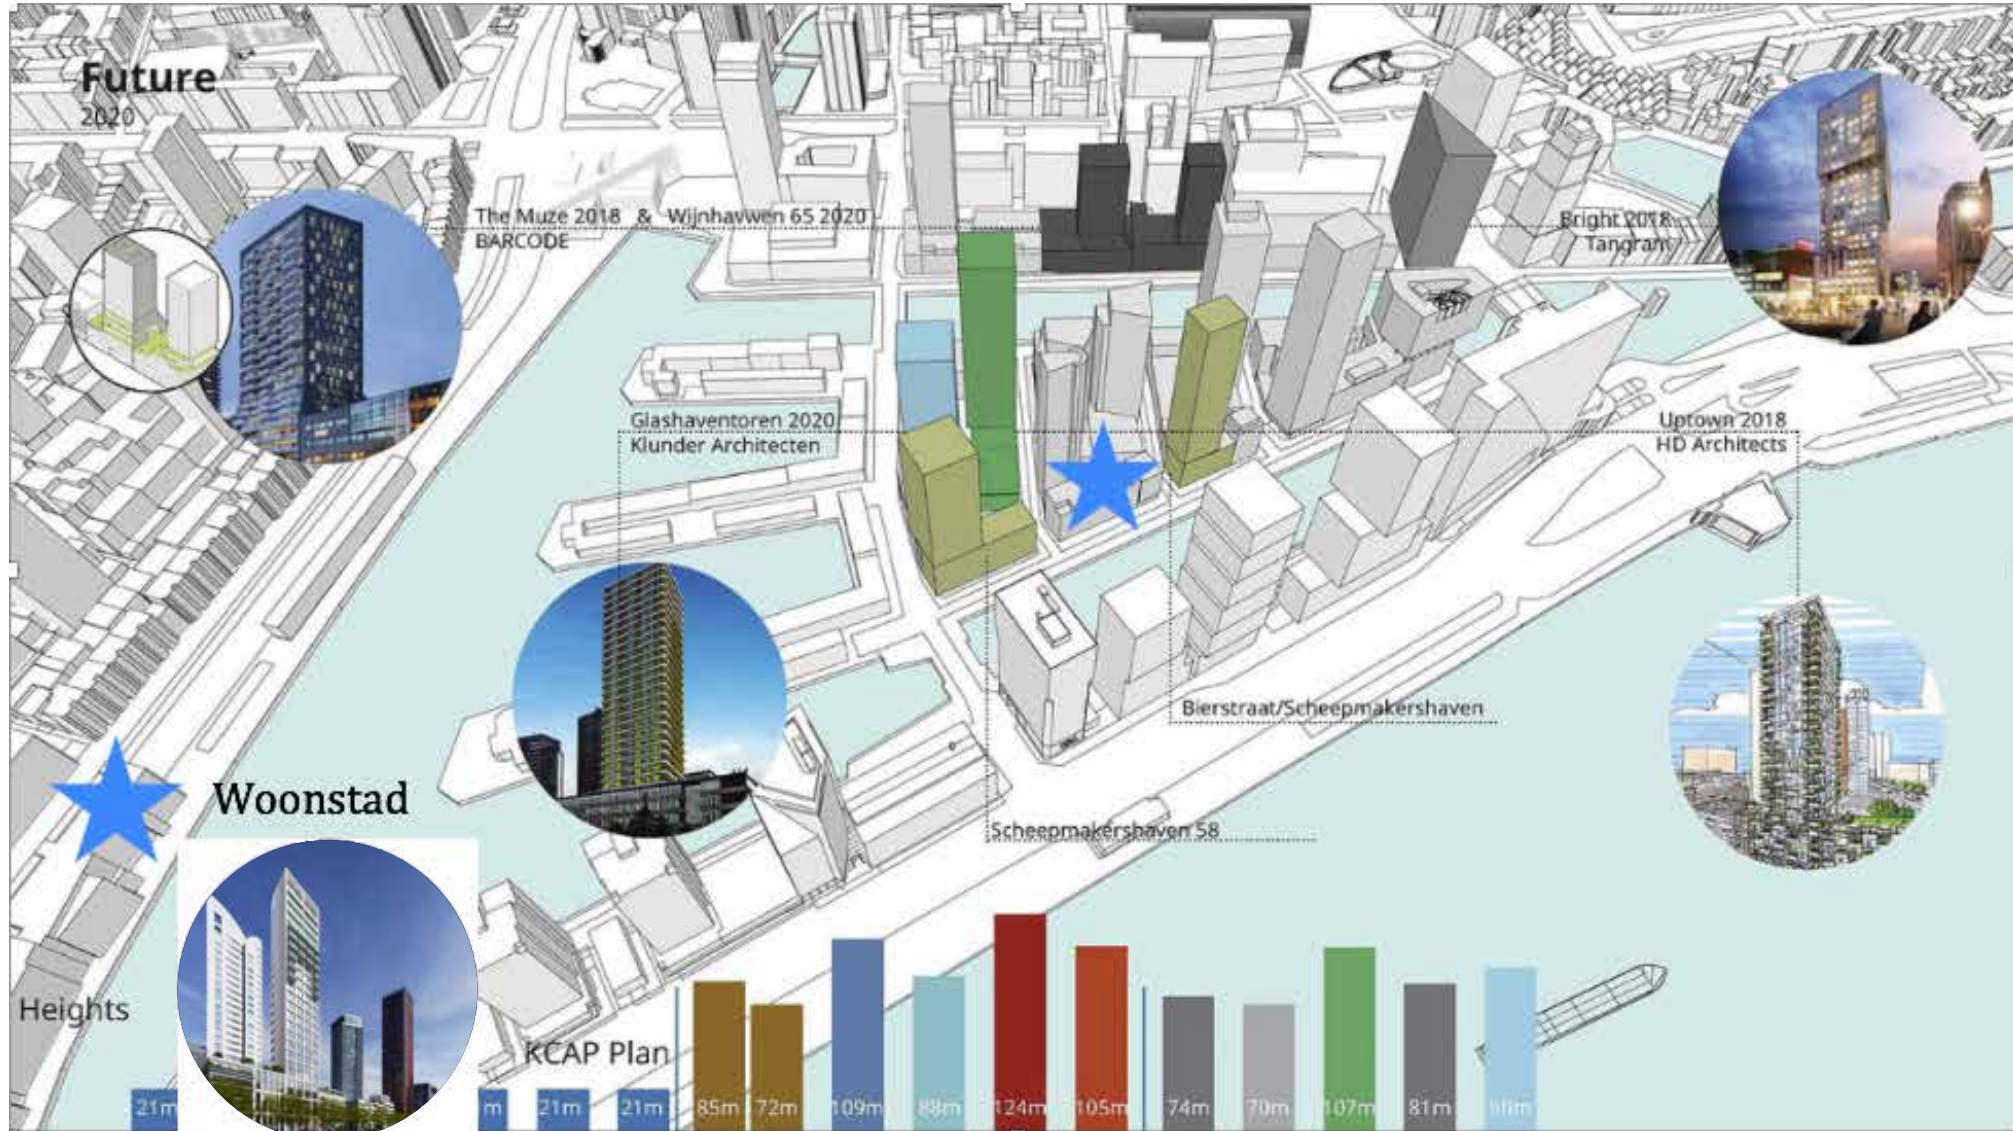 Future
2020
The Muze 2018 & Wijnhavwen 65 2020
BARCODE
Bright 2018
Tangram
Glashaventoren 2020
Klunder Architecten
Uptown 2018
HD Architects
Bierstraat/Scheepmakershaven
Woonstad
Scheepmakershaven 58
Heights
KCAP Plan
21m
m
21m
21m
85m
72m
109m
88m
124m
105m
74m
70m
107m
81m